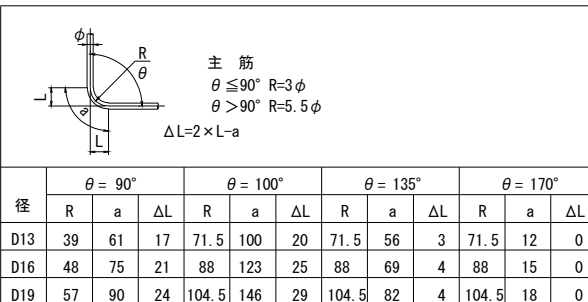 φ
R
θ
L
a
L
主 筋
θ≦90° R=3φ
θ>90° R=5.5φ
ΔL=2×L-a
径 θ= 90° θ= 100° θ= 135° θ= 170°
R a ΔL R a ΔL R a ΔL R a ΔL
D13 39 61 17 71.5 100 20 71.5 56 3 71.5 12 0
D16 48 75 21 88 123 25 88 69 4 88 15 0
D19 57 90 24 104.5 146 29 104.5 82 4 104.5 18 0